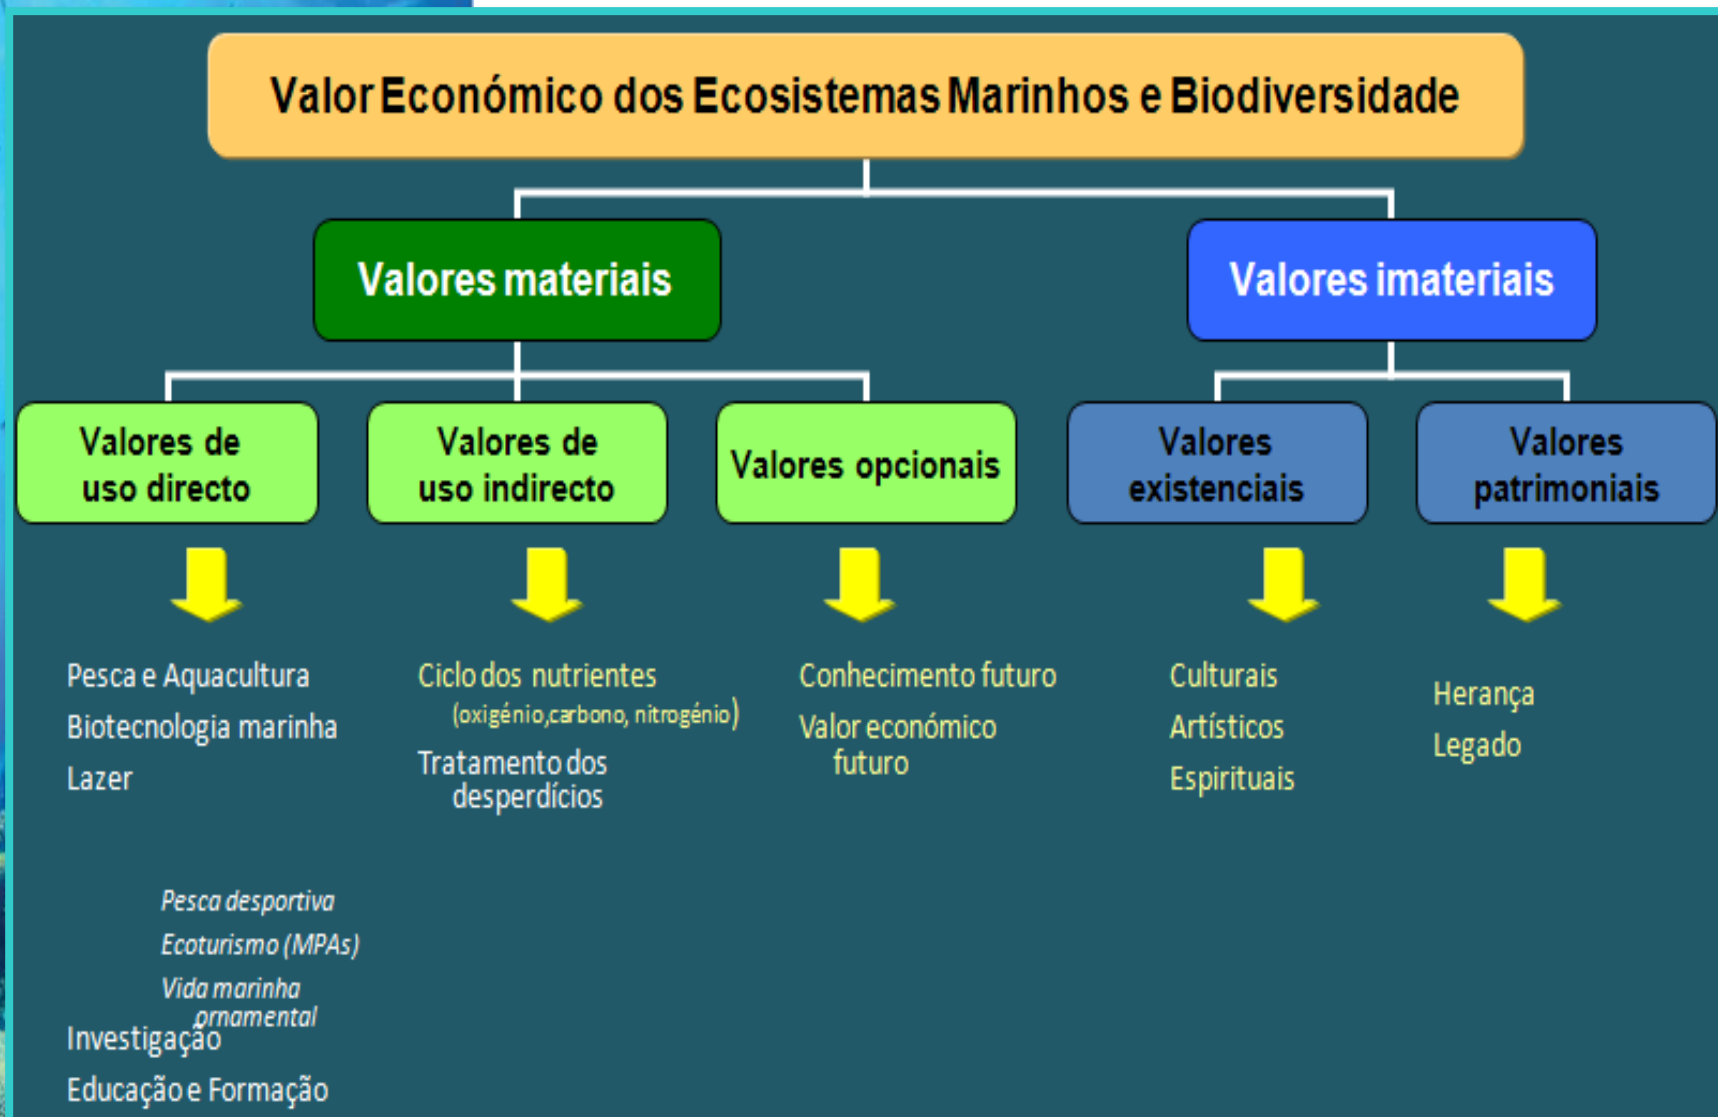 Valor Económico dos Ecosistemas Marinhos e Biodiversidade
Valores materiais
Valores imateriais
Valores de
uso directo
Valores de
uso indirecto
Valores opcionais
Valores
existenciais
Valores
patrimoniais
Pesca e Aquacultura
Biotecnologia marinha
Lazer
Pesca desportiva
Ecoturismo (MPAs)
Vida marinha
ornamental
Investigação
Educação e Formação
Ciclo dos nutrientes
(oxigénio,carbono, nitrogénio)
Tratamento dos
desperdícios
Conhecimento futuro
Valor económico
futuro
Culturais
Artísticos
Espirituais
Herança
Legado